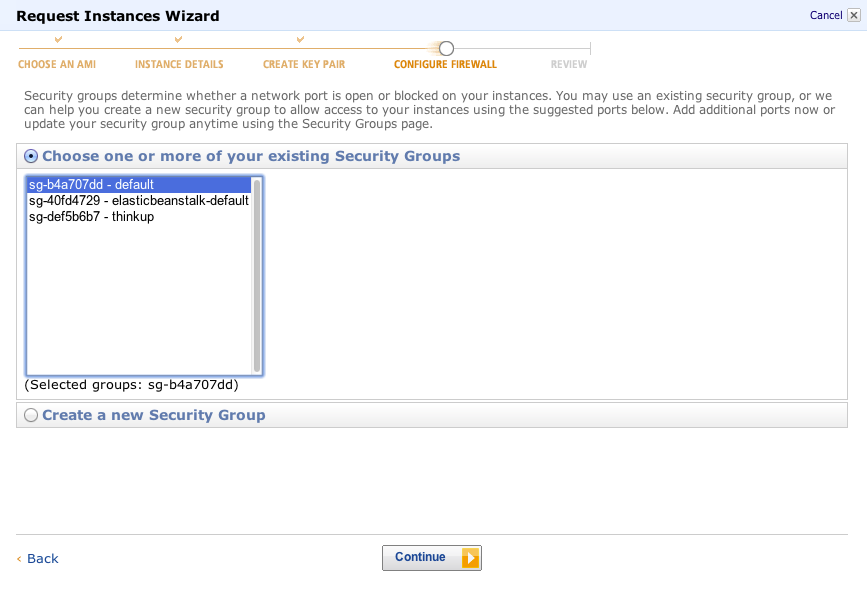 Request Instances Wizard
Cancel
CHOOSE AN AMI INSTANCE DETAILS CREATE KEY PAIR CONFIGURE FIREWALL REVIEW
Security groups determine whether a network port is open or blocked on your instances. You may use an existing security group, or we
can help you create a new security group to allow access to your instances using the suggested ports below. Add additional ports now or
update your security group anytime using the Security Groups page.
Choose one or more of your existing Security Groups
sg-b4a707dd - default
sg-40fd4729 - elasticbeanstalk-default
sg-def5b6b7 - thinkup
(Selected groups: sg-b4a707dd)
Create a new Security Group
Back
Continue